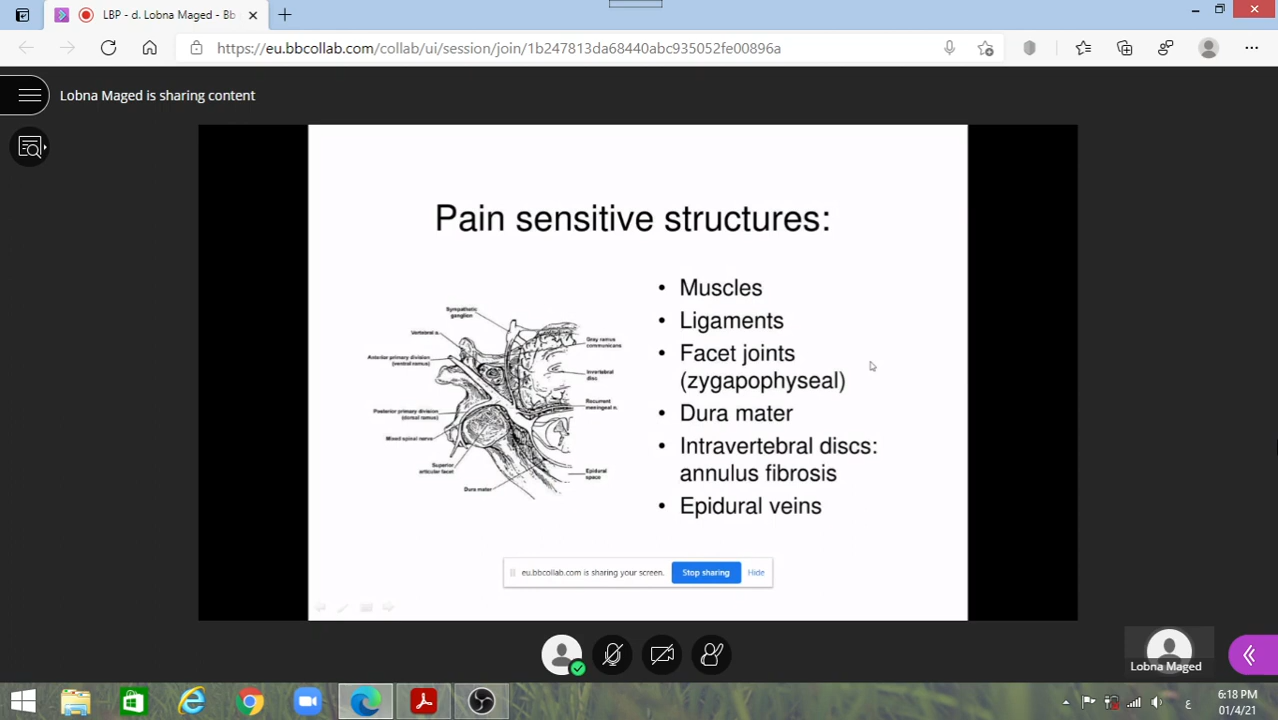 LBP - d. Lobna Maged - Bb
https://eu.bbcollab.com/collab/ui/session/join/1b247813da68440abc935052fe00896a
Lobna Maged is sharing content
Pain sensitive structures:
Sympathetic
ganglion
Vertebral a.
Anterior primary division
(ventral ramus)
Posterior primary division
(dorsal ramus)
Mixed spinal nerve
Superior
articular facet
Dura mater
Gray ramus
communicans
Invertebral
disc
Recurrent
meningeal n.
Epidural
space
• Muscles
• Ligaments
• Facet joints
(zygapophyseal)
• Dura mater
• Intravertebral discs:
annulus fibrosis
• Epidural veins
eu.bbcollab.com is sharing your screen.
Stop sharing
Hide
Lobna Maged
ع
6:18 PM
01/4/21